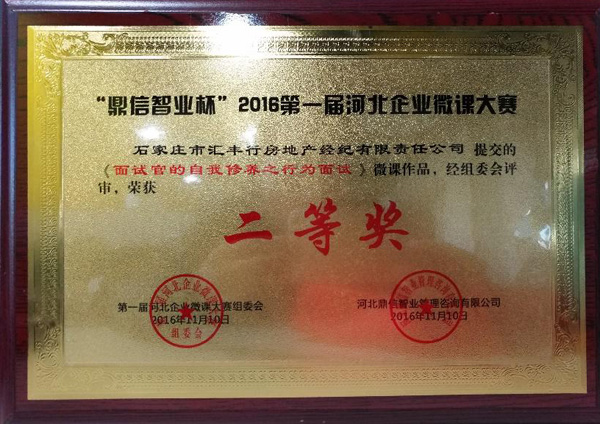 “鼎信智业杯”2016第一届河北企业微课大赛
石家庄市汇丰行房地产经纪有限责任公司 提交的
《面试官的自我修养之行为面试》微课作品，经组委会评
审，荣获
二等奖
第一届河北企业微课大赛组委会
2016年11月10日
组委会
河北鼎信智业管理咨询有限公司
2016年11月10日